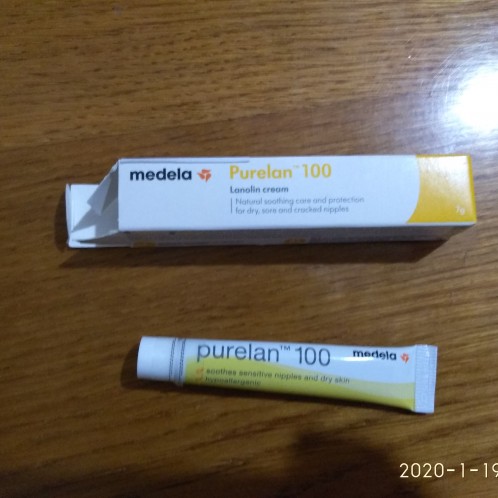 medela Purelan™ 100
Lanolin cream
Natural soothing care and protection
for dry, sore and cracked nipples
7g
purelan™ 100 medela
soothes sensitive nipples and dry skin
hypoallergenic
2020-1-19